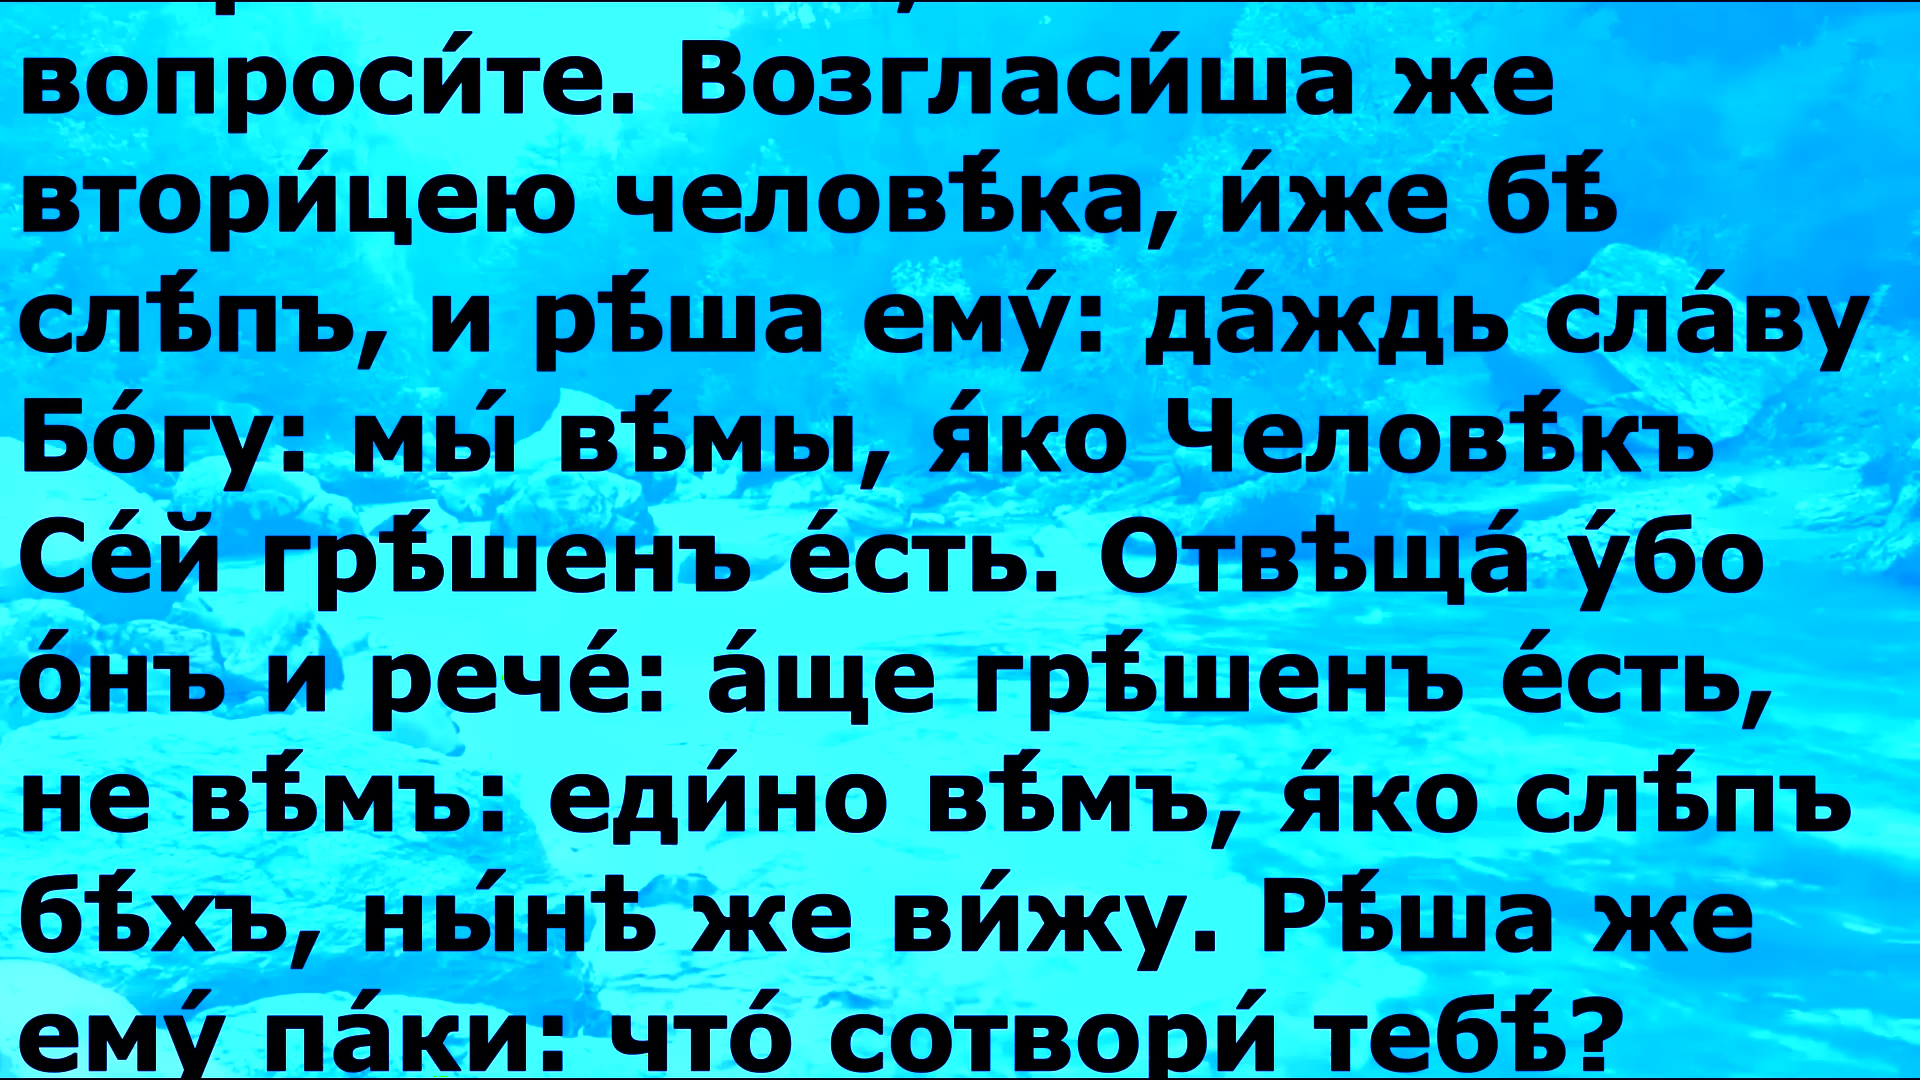 вопроси́те. Возгласи́ша же
втори́цею человѣ́ка, и́же бѣ́
слѣ́пъ, и рѣ́ша ему́: да́ждь сла́ву
Бо́гу: мы́ вѣ́мы, я́ко Человѣ́къ
Се́й грѣ́шенъ е́сть. Отвѣща́ у́бо
о́нъ и рече́: а́ще грѣ́шенъ е́сть,
не вѣ́мъ: еди́но вѣ́мъ, я́ко слѣ́пъ
бѣ́хъ, ны́нѣ же ви́жу. Рѣ́ша же
ему́ па́ки: что́ сотвори́ тебѣ́?